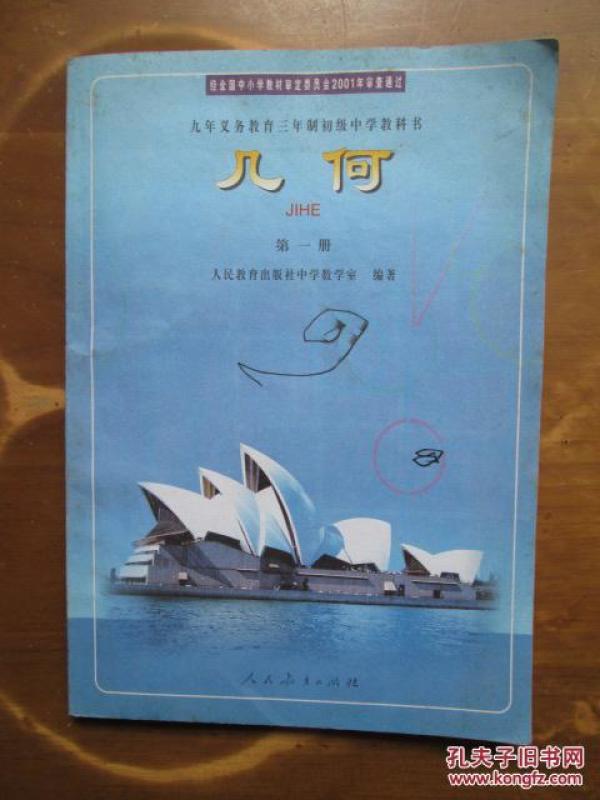 经全国中小学教材审定委员会2001年审查通过
九年义务教育三年制初级中学教科书
几何
JIHE
第一册
人民教育出版社中学数学室 编著
人民教育出版社
孔夫子旧书网
www.kongfz.com